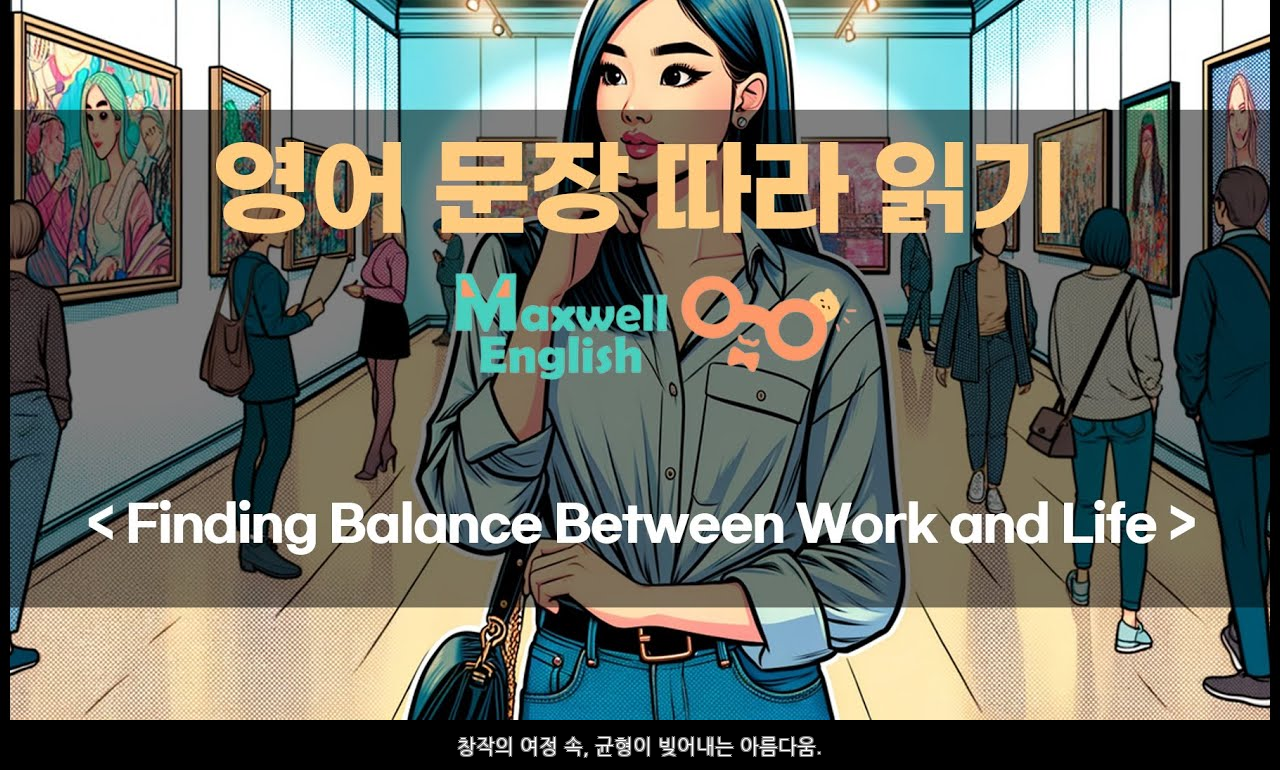 영어 문장 따라 읽기
Maxwell
English
< Finding Balance Between Work and Life >
창작의 여정 속, 균형이 빚어내는 아름다움.